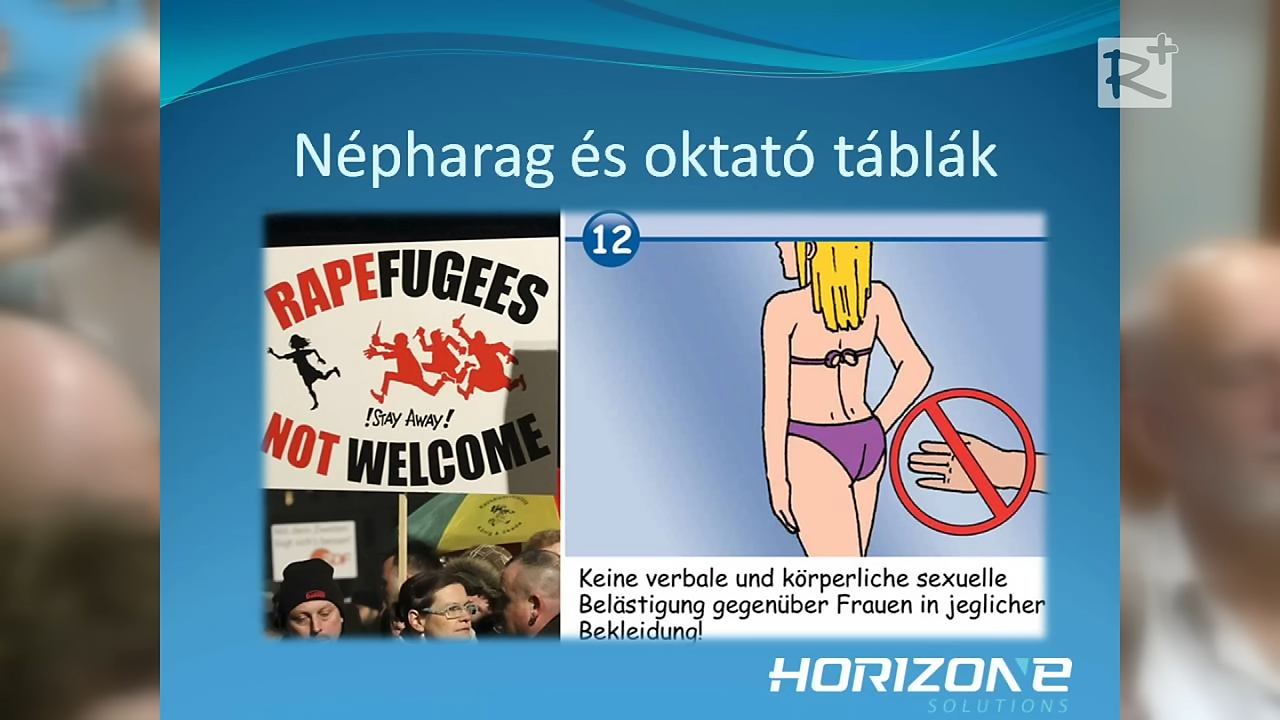 R+
Népharag és oktató táblák
RAPEFUGEES
!STAY AWAY!
NOT WELCOME
12
Keine verbale und körperliche sexuelle
Belästigung gegenüber Frauen in jeglicher
Bekleidung!
HORIZONE
SOLUTIONS